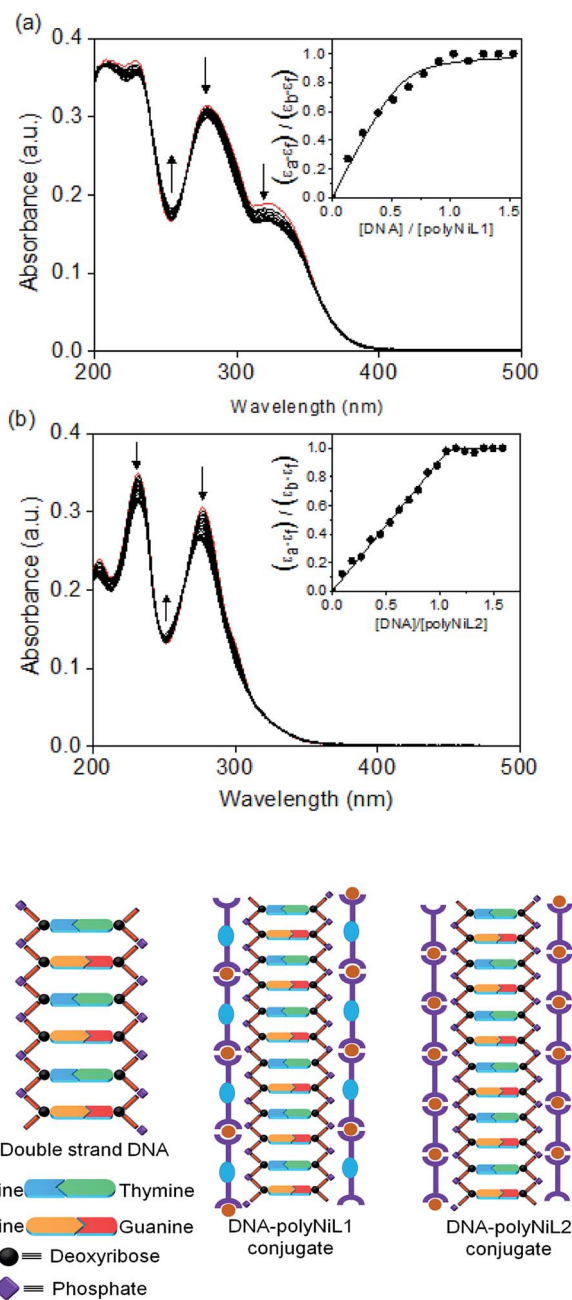 (a)
0.4
0.3
0.2
0.1
0.0
Absorbance (a.u.)
200 300 400 500
Wavelength (nm)
1.0
0.8
0.6
0.4
0.2
0.0
(εa-εf) / (εb-εf)
0.0 0.5 1.0 1.5
[DNA] / [polyNiL1]
(b)
0.4
0.3
0.2
0.1
0.0
Absorbance (a.u.)
200 300 400 500
Wavelength (nm)
1.0
0.8
0.6
0.4
0.2
0.0
(εa-εf) / (εb-εf)
0.0 0.5 1.0 1.5
[DNA]/[polyNiL2]
Double strand DNA
ine Thymine
ine Guanine
Deoxyribose
Phosphate
DNA-polyNiL1
conjugate
DNA-polyNiL2
conjugate